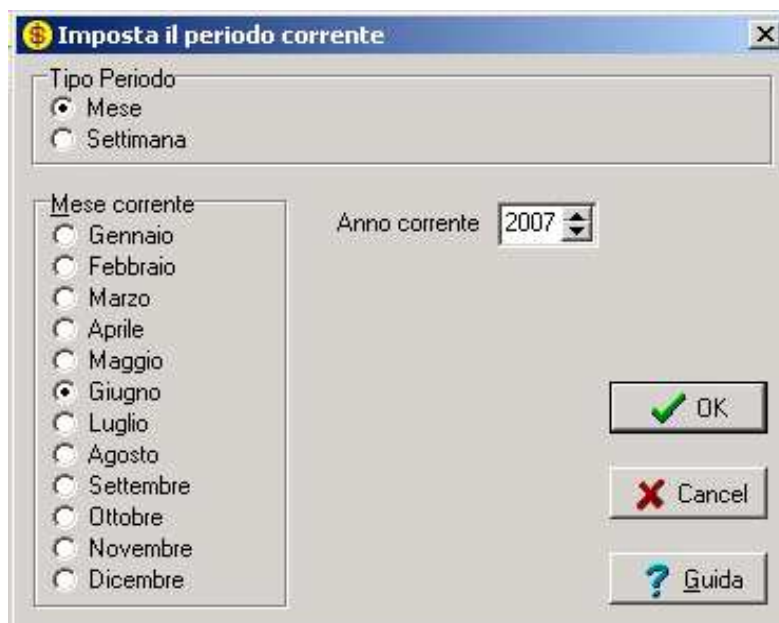 Imposta il periodo corrente
Tipo Periodo
Mese
Settimana
Mese corrente
Gennaio
Febbraio
Marzo
Aprile
Maggio
Giugno
Luglio
Agosto
Settembre
Ottobre
Novembre
Dicembre
Anno corrente 2007
OK
Cancel
Guida